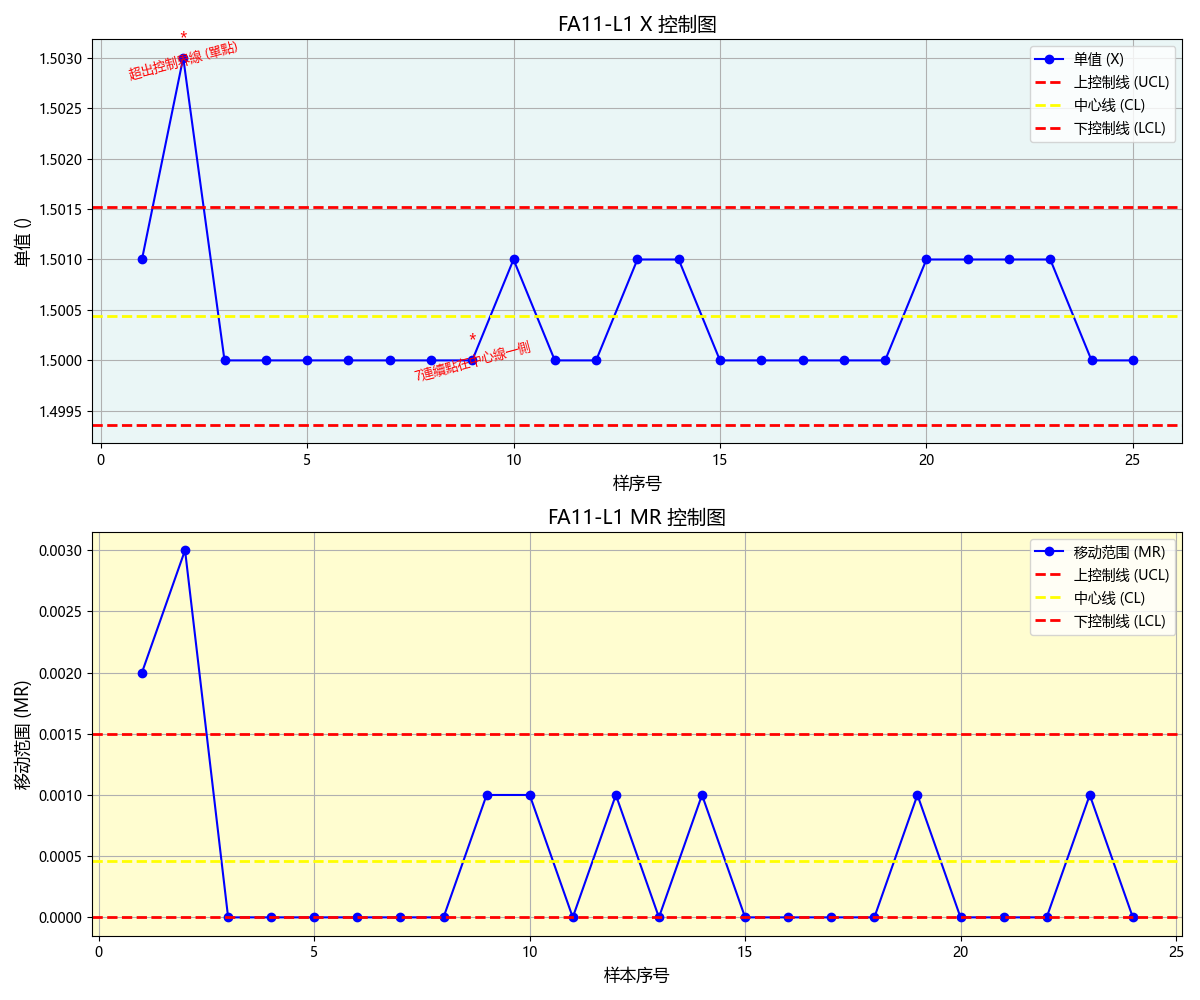 FA11-L1 X 控制图
*
超出控制界線 (單點)
单值 (X)
上控制线 (UCL)
中心线 (CL)
下控制线 (LCL)
1.5030
1.5025
1.5020
1.5015
1.5010
1.5005
1.5000
1.4995
单值 ()
*
7連續點在中心線一側
0 5 10 15 20 25
样序号
FA11-L1 MR 控制图
移动范围 (MR)
上控制线 (UCL)
中心线 (CL)
下控制线 (LCL)
0.0030
0.0025
0.0020
0.0015
0.0010
0.0005
0.0000
移动范围 (MR)
0 5 10 15 20 25
样本序号